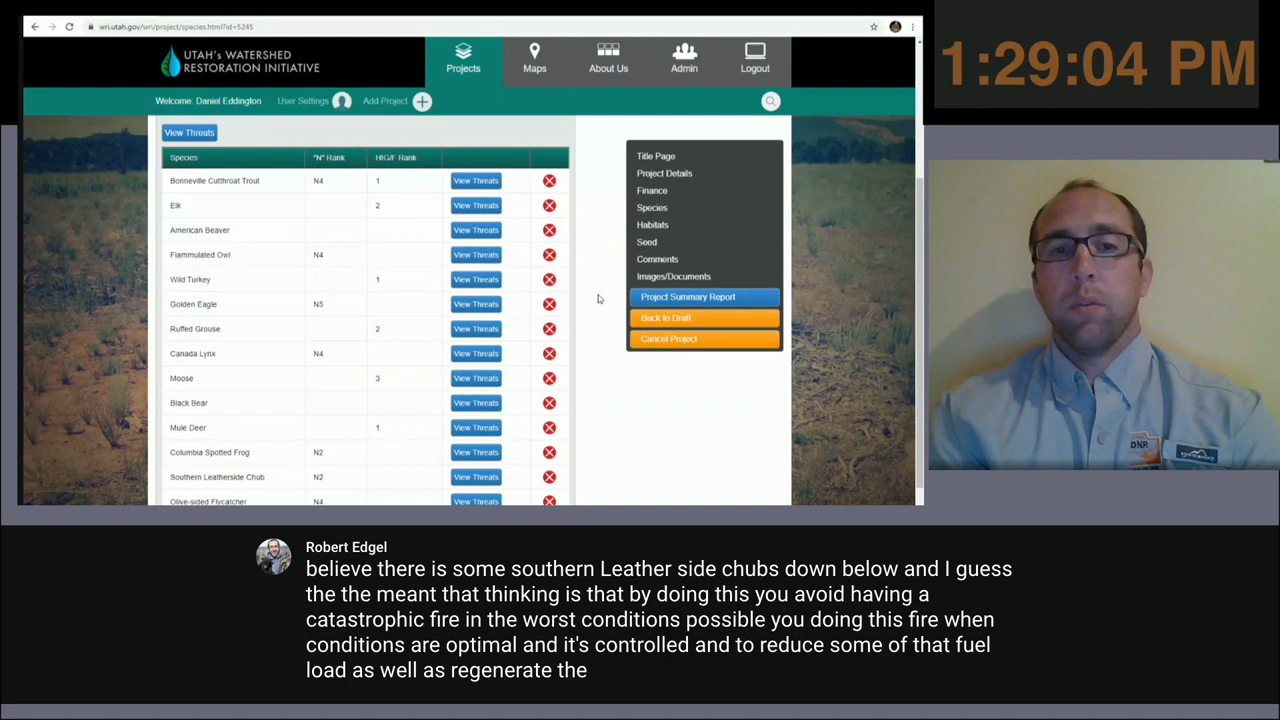 wri.utah.gov/wri/project/species.html?id=5245
1:29:04 PM
UTAH's WATERSHED
RESTORATION INITIATIVE
Projects
Maps
About Us
Admin
Logout
Welcome: Daniel Eddington
User Settings
Add Project
View Threats
Species "N" Rank HIG/F Rank
Bonneville Cutthroat Trout N4 1 View Threats
Elk 2 View Threats
American Beaver View Threats
Flammulated Owl N4 View Threats
Wild Turkey 1 View Threats
Golden Eagle N5 View Threats
Ruffed Grouse 2 View Threats
Canada Lynx N4 View Threats
Moose 3 View Threats
Black Bear View Threats
Mule Deer 1 View Threats
Columbia Spotted Frog N2 View Threats
Southern Leatherside Chub N2 View Threats
Olive-sided Flycatcher N4 View Threats
Title Page
Project Details
Finance
Species
Habitats
Seed
Comments
Images/Documents
Project Summary Report
Back to Draft
Cancel Project
DNR
Robert Edgel
believe there is some southern Leather side chubs down below and I guess
the the meant that thinking is that by doing this you avoid having a
catastrophic fire in the worst conditions possible you doing this fire when
conditions are optimal and it's controlled and to reduce some of that fuel
load as well as regenerate the